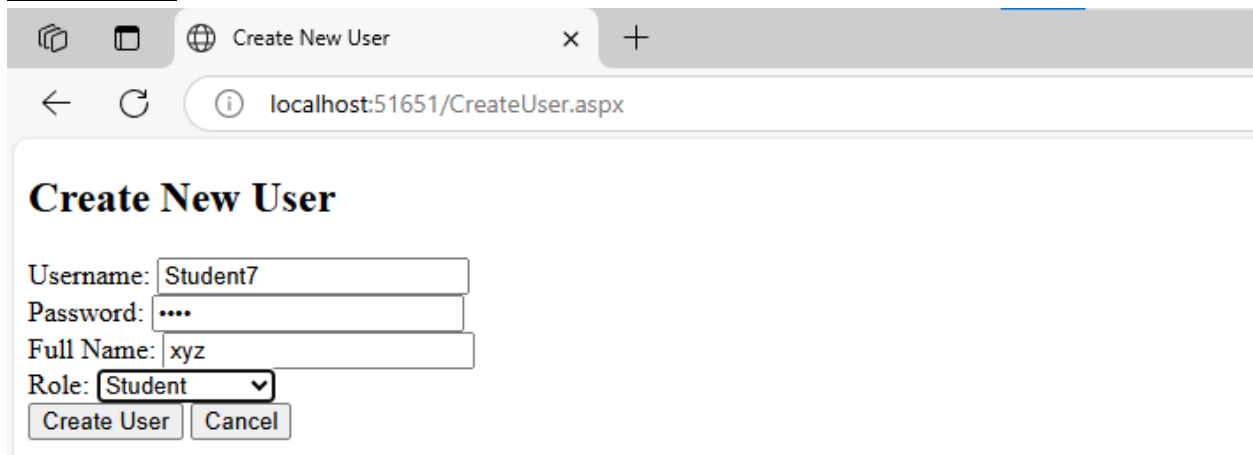 Create New User
localhost:51651/CreateUser.aspx
Create New User
Username: Student7
Password: ••••
Full Name: xyz
Role: Student
Create User Cancel